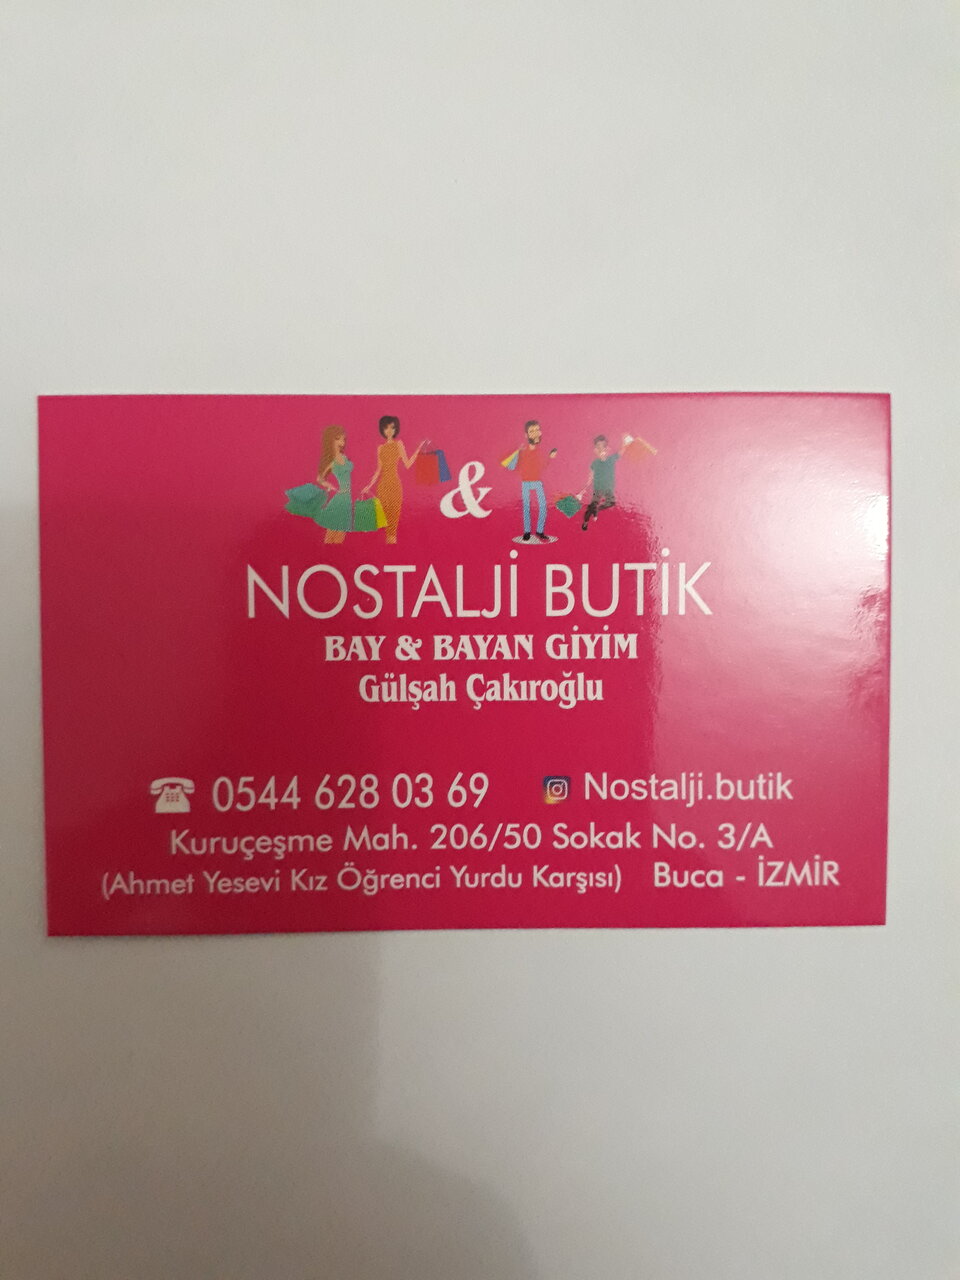 &
NOSTALJİ BUTİK
BAY & BAYAN GİYİM
Gülşah Çakıroğlu
0544 628 03 69 Nostalji.butik
Kuruçeşme Mah. 206/50 Sokak No. 3/A
(Ahmet Yesevi Kız Öğrenci Yurdu Karşısı) Buca - İZMİR